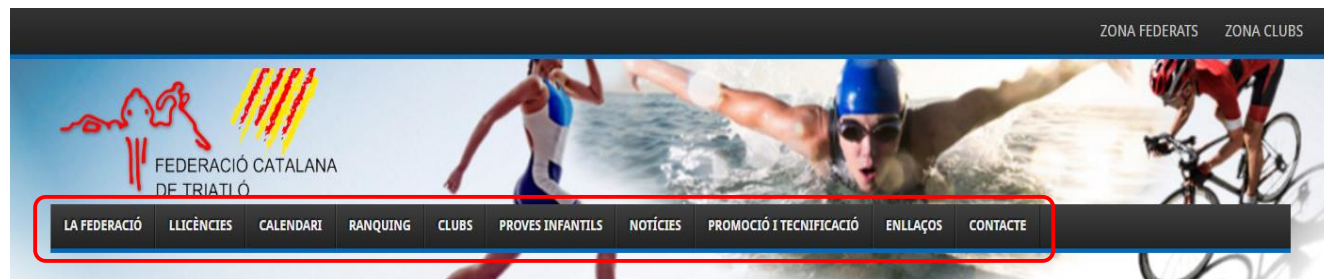 ZONA FEDERATS ZONA CLUBS
FEDERACIÓ CATALANA
DE TRIATLÓ
LA FEDERACIÓ LLICÈNCIES CALENDARI RANQUING CLUBS PROVES INFANTILS NOTÍCIES PROMOCIÓ I TECNIFICACIÓ ENLLAÇOS CONTACTE